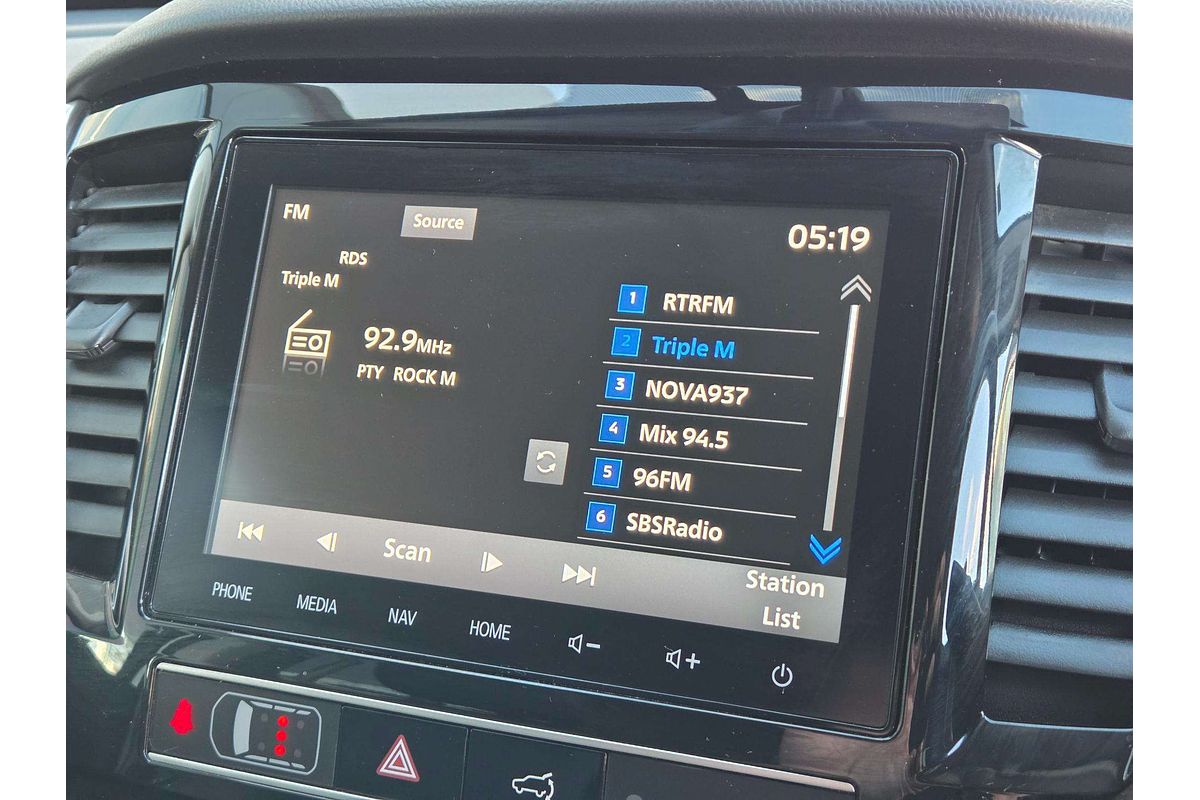 FM
Source
05:19
RDS
Triple M
92.9MHz
PTY ROCK M
1 RTRFM
2 Triple M
3 NOVA937
4 Mix 94.5
5 96FM
6 SBSRadio
Scan
Station
List
PHONE
MEDIA
NAV
HOME